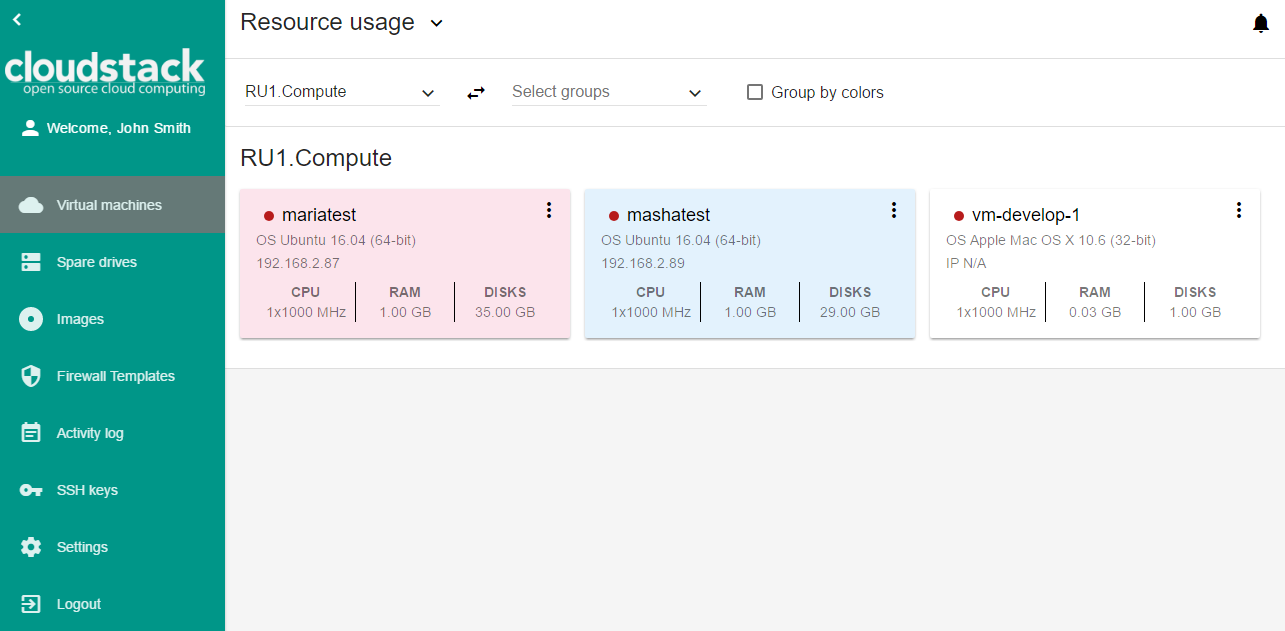 cloudstack
open source cloud computing
Welcome, John Smith
Virtual machines
Spare drives
Images
Firewall Templates
Activity log
SSH keys
Settings
Logout
Resource usage
RU1.Compute
Select groups
Group by colors
RU1.Compute
mariatest
OS Ubuntu 16.04 (64-bit)
192.168.2.87
CPU RAM DISKS
1x1000 MHz 1.00 GB 35.00 GB
mashatest
OS Ubuntu 16.04 (64-bit)
192.168.2.89
CPU RAM DISKS
1x1000 MHz 1.00 GB 29.00 GB
vm-develop-1
OS Apple Mac OS X 10.6 (32-bit)
IP N/A
CPU RAM DISKS
1x1000 MHz 0.03 GB 1.00 GB